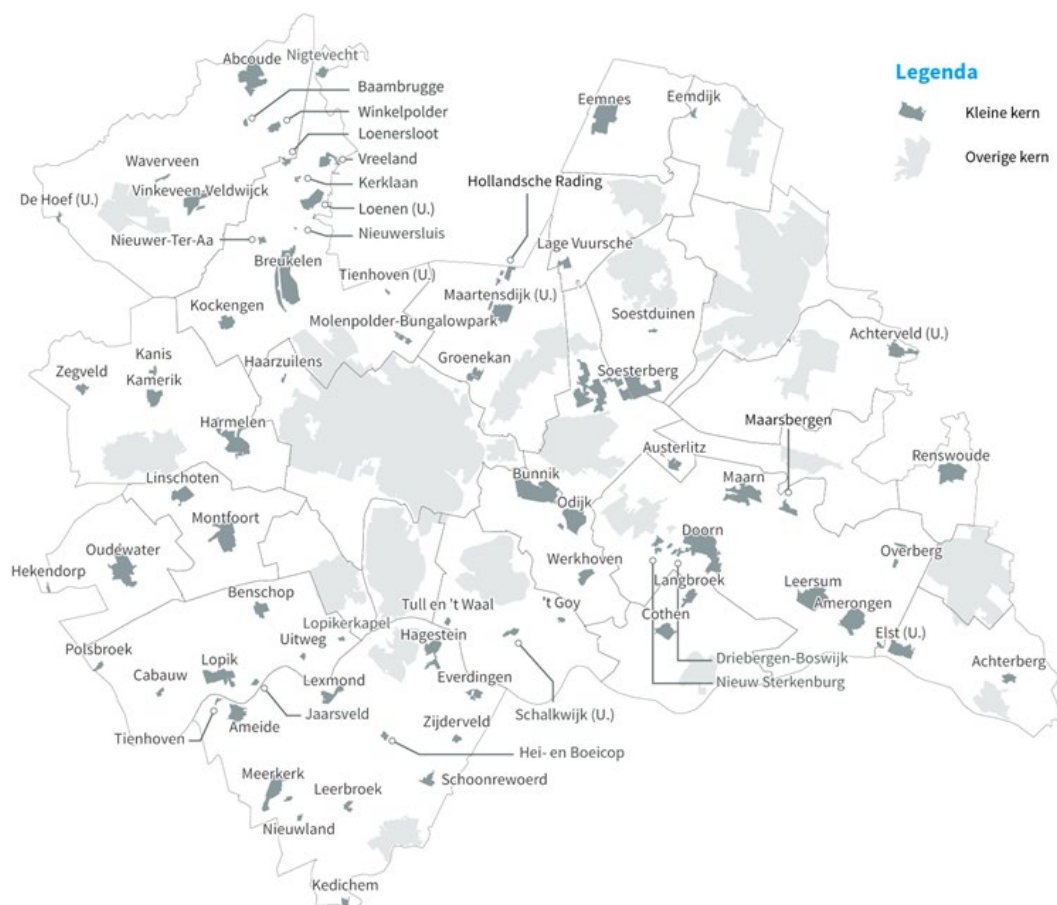 Abcoude
Nigtevecht
Baambrugge
Winkelpolder
Loenersloot
Vreeland
Kerklaan
Loenen (U.)
Nieuwersluis
Waverveen
Vinkeveen-Veldwijck
De Hoef (U.)
Nieuwer-Ter-Aa
Breukelen
Tienhoven (U.)
Kockengen
Molenpolder-Bungalowpark
Eemnes
Eemdijk
Legenda
Kleine kern
Overige kern
Hollandsche Rading
Lage Vuursche
Maartensdijk (U.)
Soestduinen
Achterveld (U.)
Groenekan
Soesterberg
Zegveld
Kanis
Kamerik
Haarzuilens
Harmelen
Maarsbergen
Austerlitz
Maarn
Renswoude
Linschoten
Montfoort
Bunnik
Odijk
Doorn
Oudewater
Hekendorp
Werkhoven
Langbroek
Overberg
Leersum
Amerongen
Benschop
Tull en 't Waal
't Goy
Cothen
Elst (U.)
Achterberg
Lopikerkapel
Uitweg
Hagestein
Driebergen-Boswijk
Nieuw Sterkenburg
Polsbroek
Cabauw
Lopik
Lexmond
Everdingen
Jaarsveld
Schalkwijk (U.)
Tienhoven
Ameide
Zijderveld
Hei- en Boeicop
Meerkerk
Leerbroek
Schoonrewoerd
Nieuwland
Kedichem